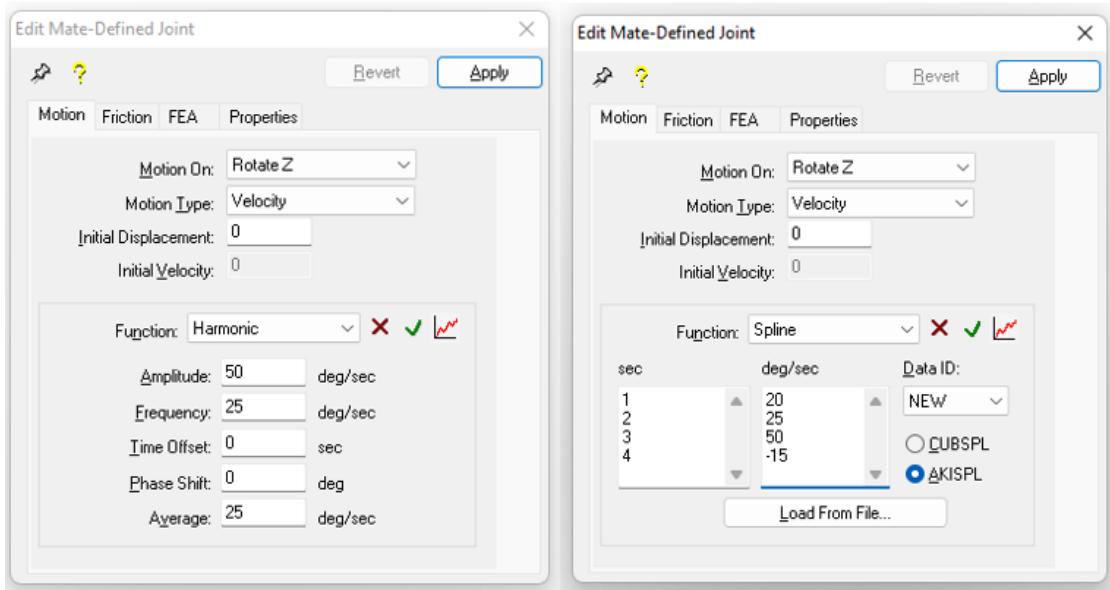 Edit Mate-Defined Joint
Revert Apply
Motion Friction FEA Properties
Motion On: Rotate Z
Motion Type: Velocity
Initial Displacement: 0
Initial Velocity: 0
Function: Harmonic
Amplitude: 50 deg/sec
Frequency: 25 deg/sec
Time Offset: 0 sec
Phase Shift: 0 deg
Average: 25 deg/sec
Edit Mate-Defined Joint
Revert Apply
Motion Friction FEA Properties
Motion On: Rotate Z
Motion Type: Velocity
Initial Displacement: 0
Initial Velocity: 0
Function: Spline
sec deg/sec Data ID:
1 20 NEW
2 25
3 50 CUBSPL
4 -15 AKISPL
Load From File...